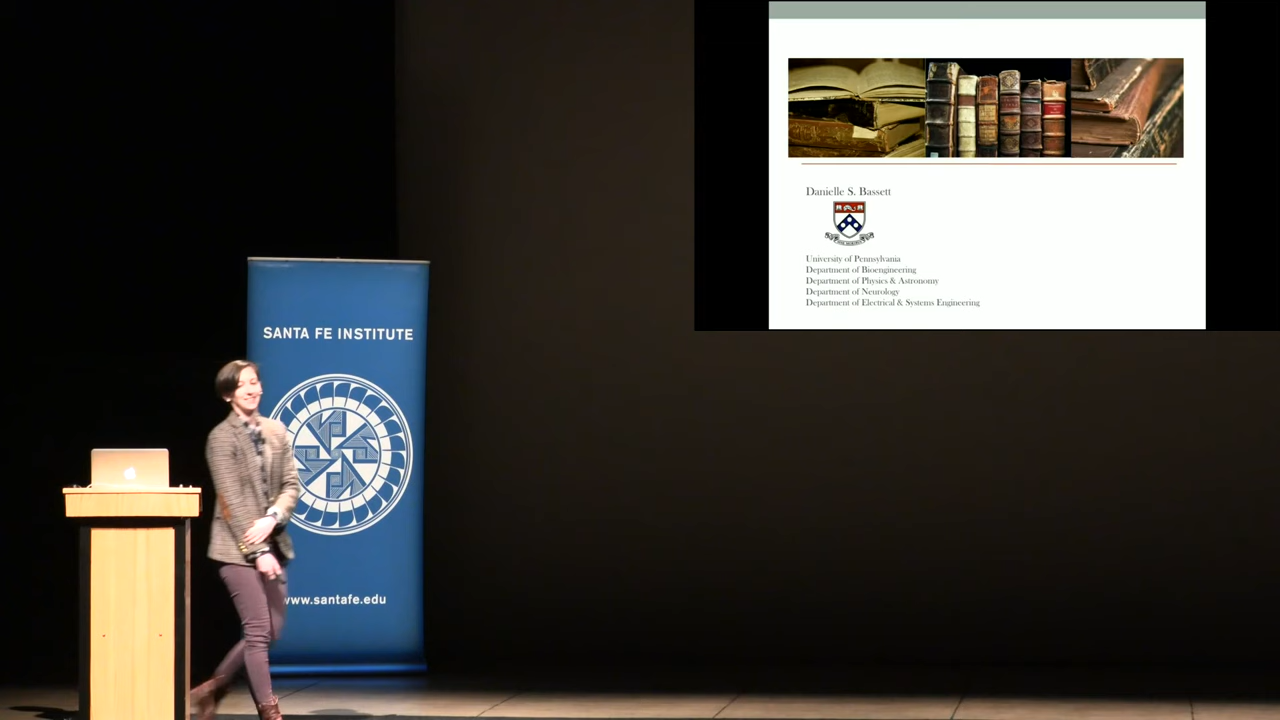 SANTA FE INSTITUTE
www.santafe.edu
Danielle S. Bassett
University of Pennsylvania
Department of Bioengineering
Department of Physics & Astronomy
Department of Neurology
Department of Electrical & Systems Engineering